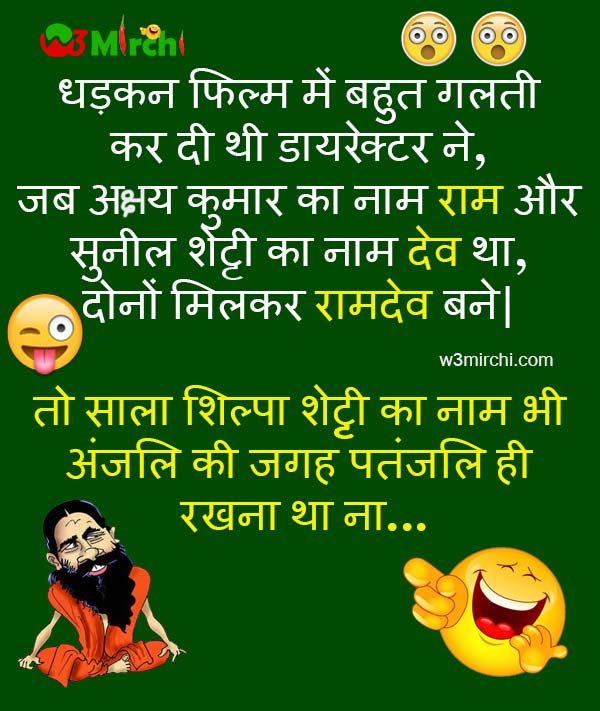 W3Mirchi
धड़कन फिल्म में बहुत गलती
कर दी थी डायरेक्टर ने,
जब अक्षय कुमार का नाम राम और
सुनील शेट्टी का नाम देव था,
दोनों मिलकर रामदेव बने|
w3mirchi.com
तो साला शिल्पा शेट्टी का नाम भी
अंजलि की जगह पतंजलि ही
रखना था ना...